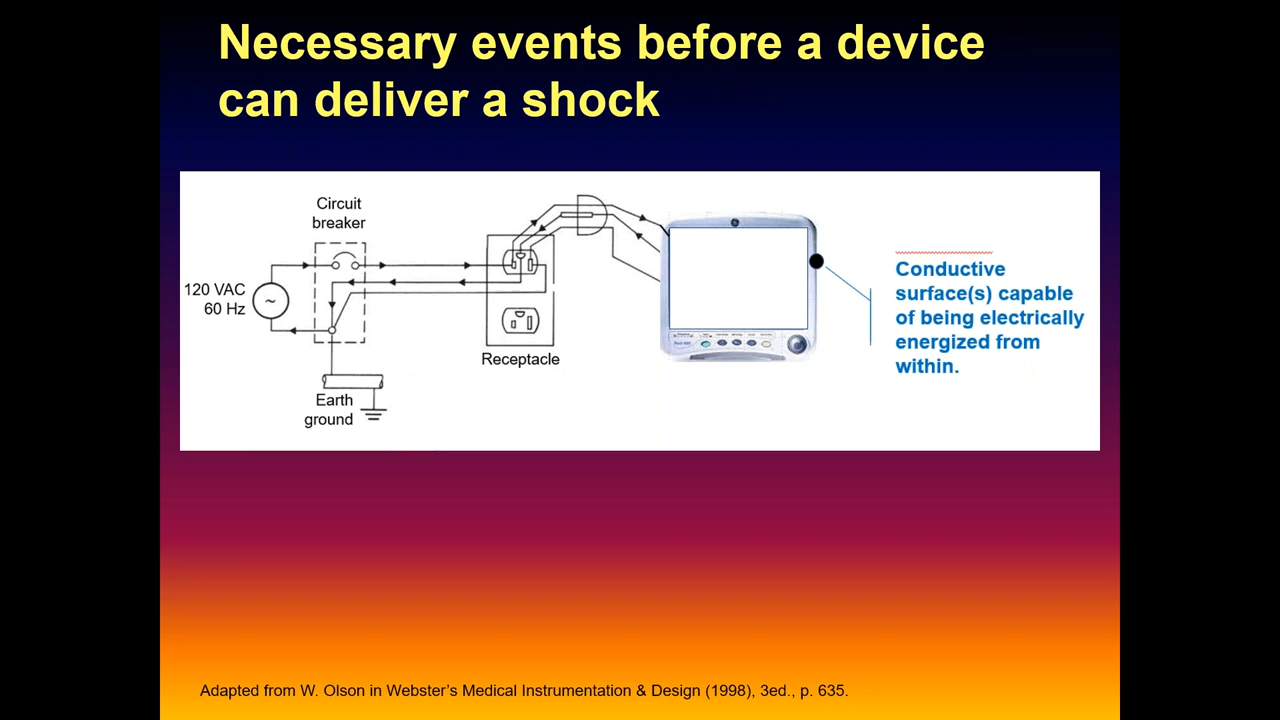 Necessary events before a device
can deliver a shock
Circuit
breaker
120 VAC
60 Hz
~
Receptacle
Earth
ground
Conductive
surface(s) capable
of being electrically
energized from
within.
Adapted from W. Olson in Webster's Medical Instrumentation & Design (1998), 3ed., p. 635.